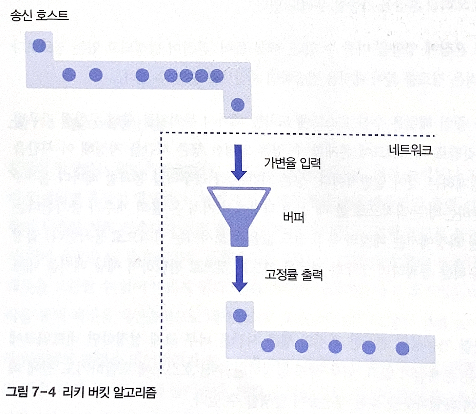 송신 호스트
네트워크
가변율 입력
버퍼
고정률 출력
그림 7-4 리키 버킷 알고리즘